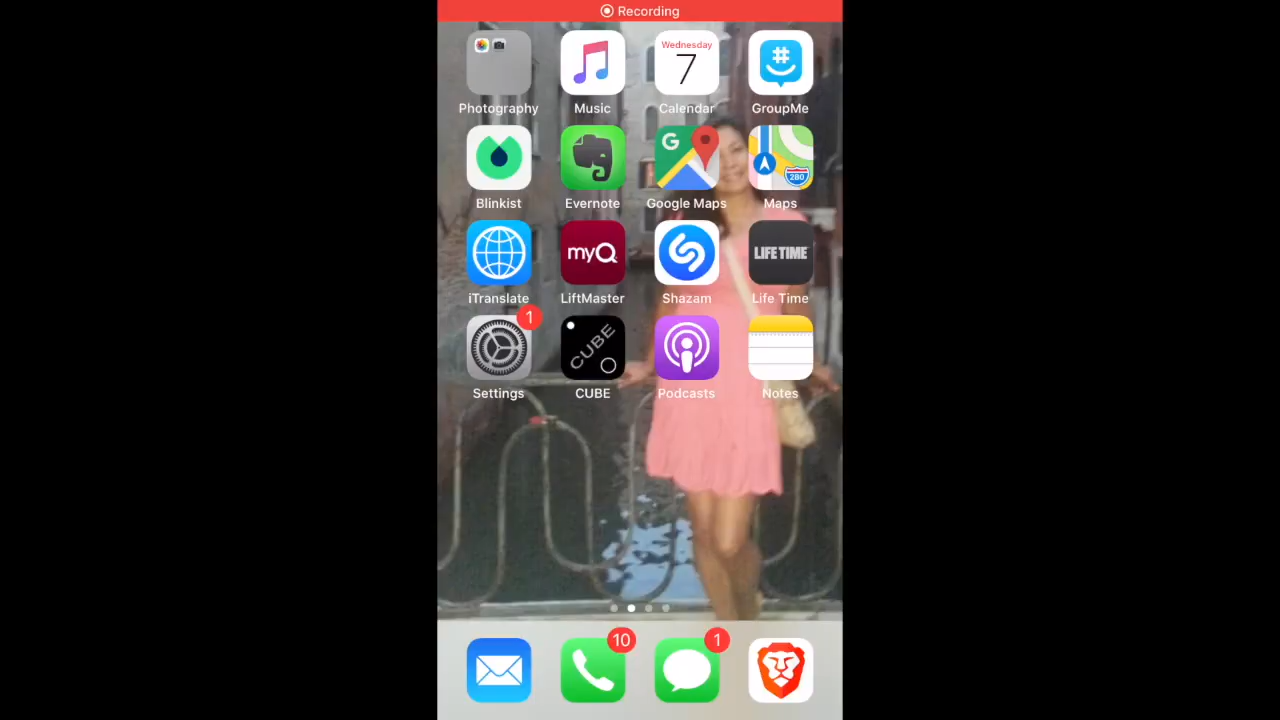 Recording
Wednesday
7
Photography
Music
Calendar
GroupMe
G
280
Blinkist
Evernote
Google Maps
Maps
myQ
LIFE TIME
iTranslate
LiftMaster
Shazam
Life Time
1
CUBE
Settings
CUBE
Podcasts
Notes
10
1